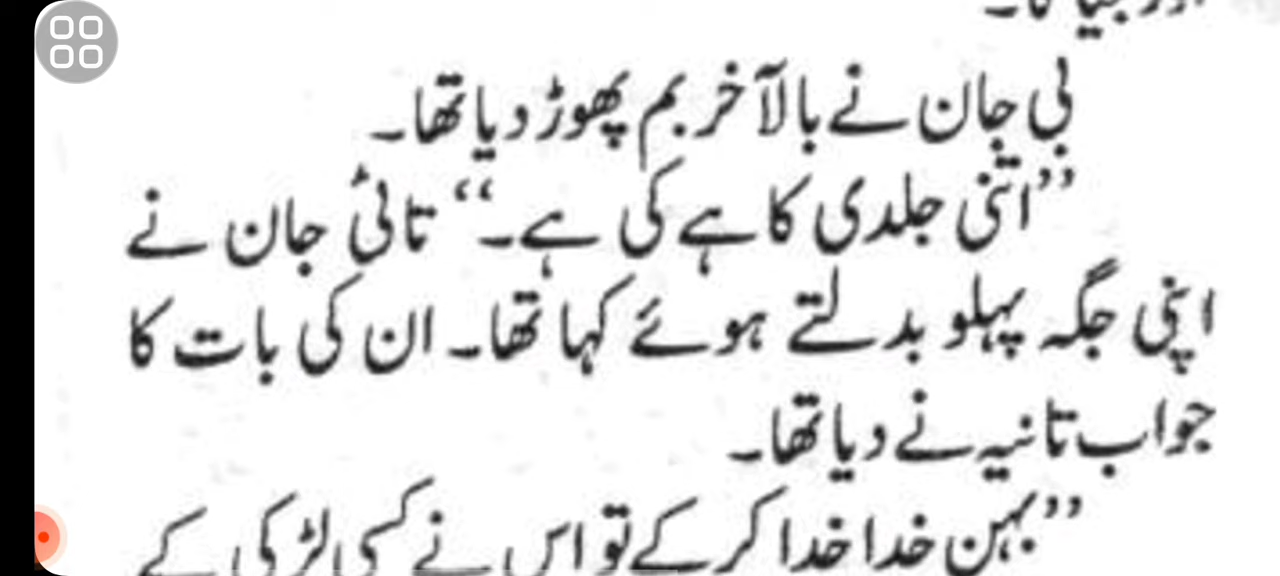 بی جان نے بالآخر بم پھوڑ دیا تھا۔
”اتنی جلدی کاہے کی ہے۔“ تائی جان نے
اپنی جگہ پہلو بدلتے ہوئے کہا تھا۔ ان کی بات کا
جواب تانیہ نے دیا تھا۔
”بہن خدا خدا کر کے تو اس نے کسی لڑکی کے